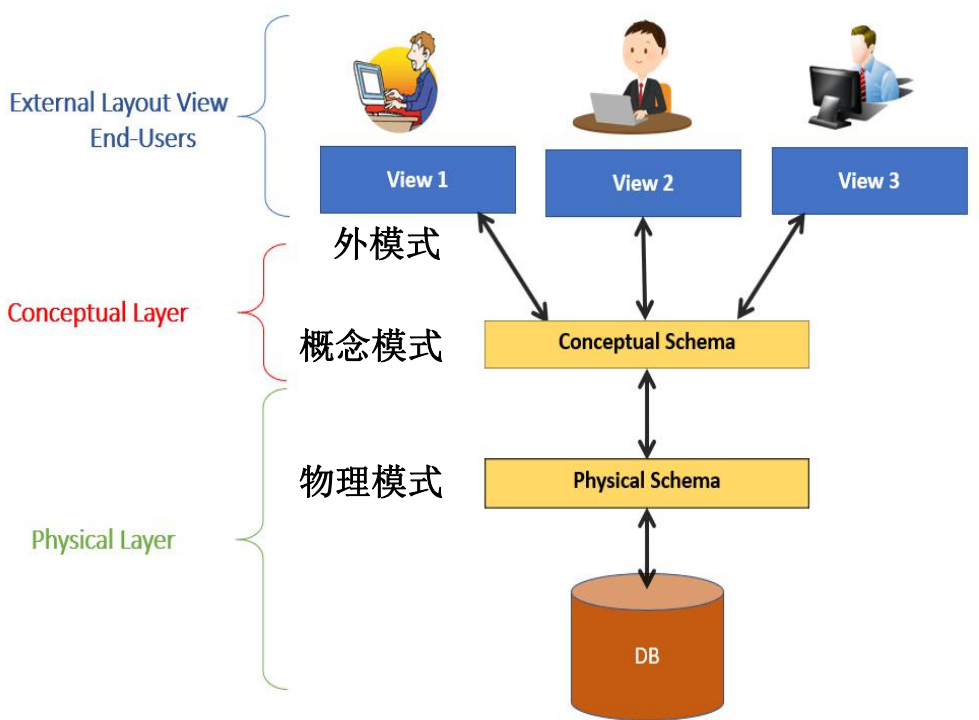 External Layout View
End-Users
View 1
View 2
View 3
外模式
Conceptual Layer
概念模式
Conceptual Schema
物理模式
Physical Schema
Physical Layer
DB